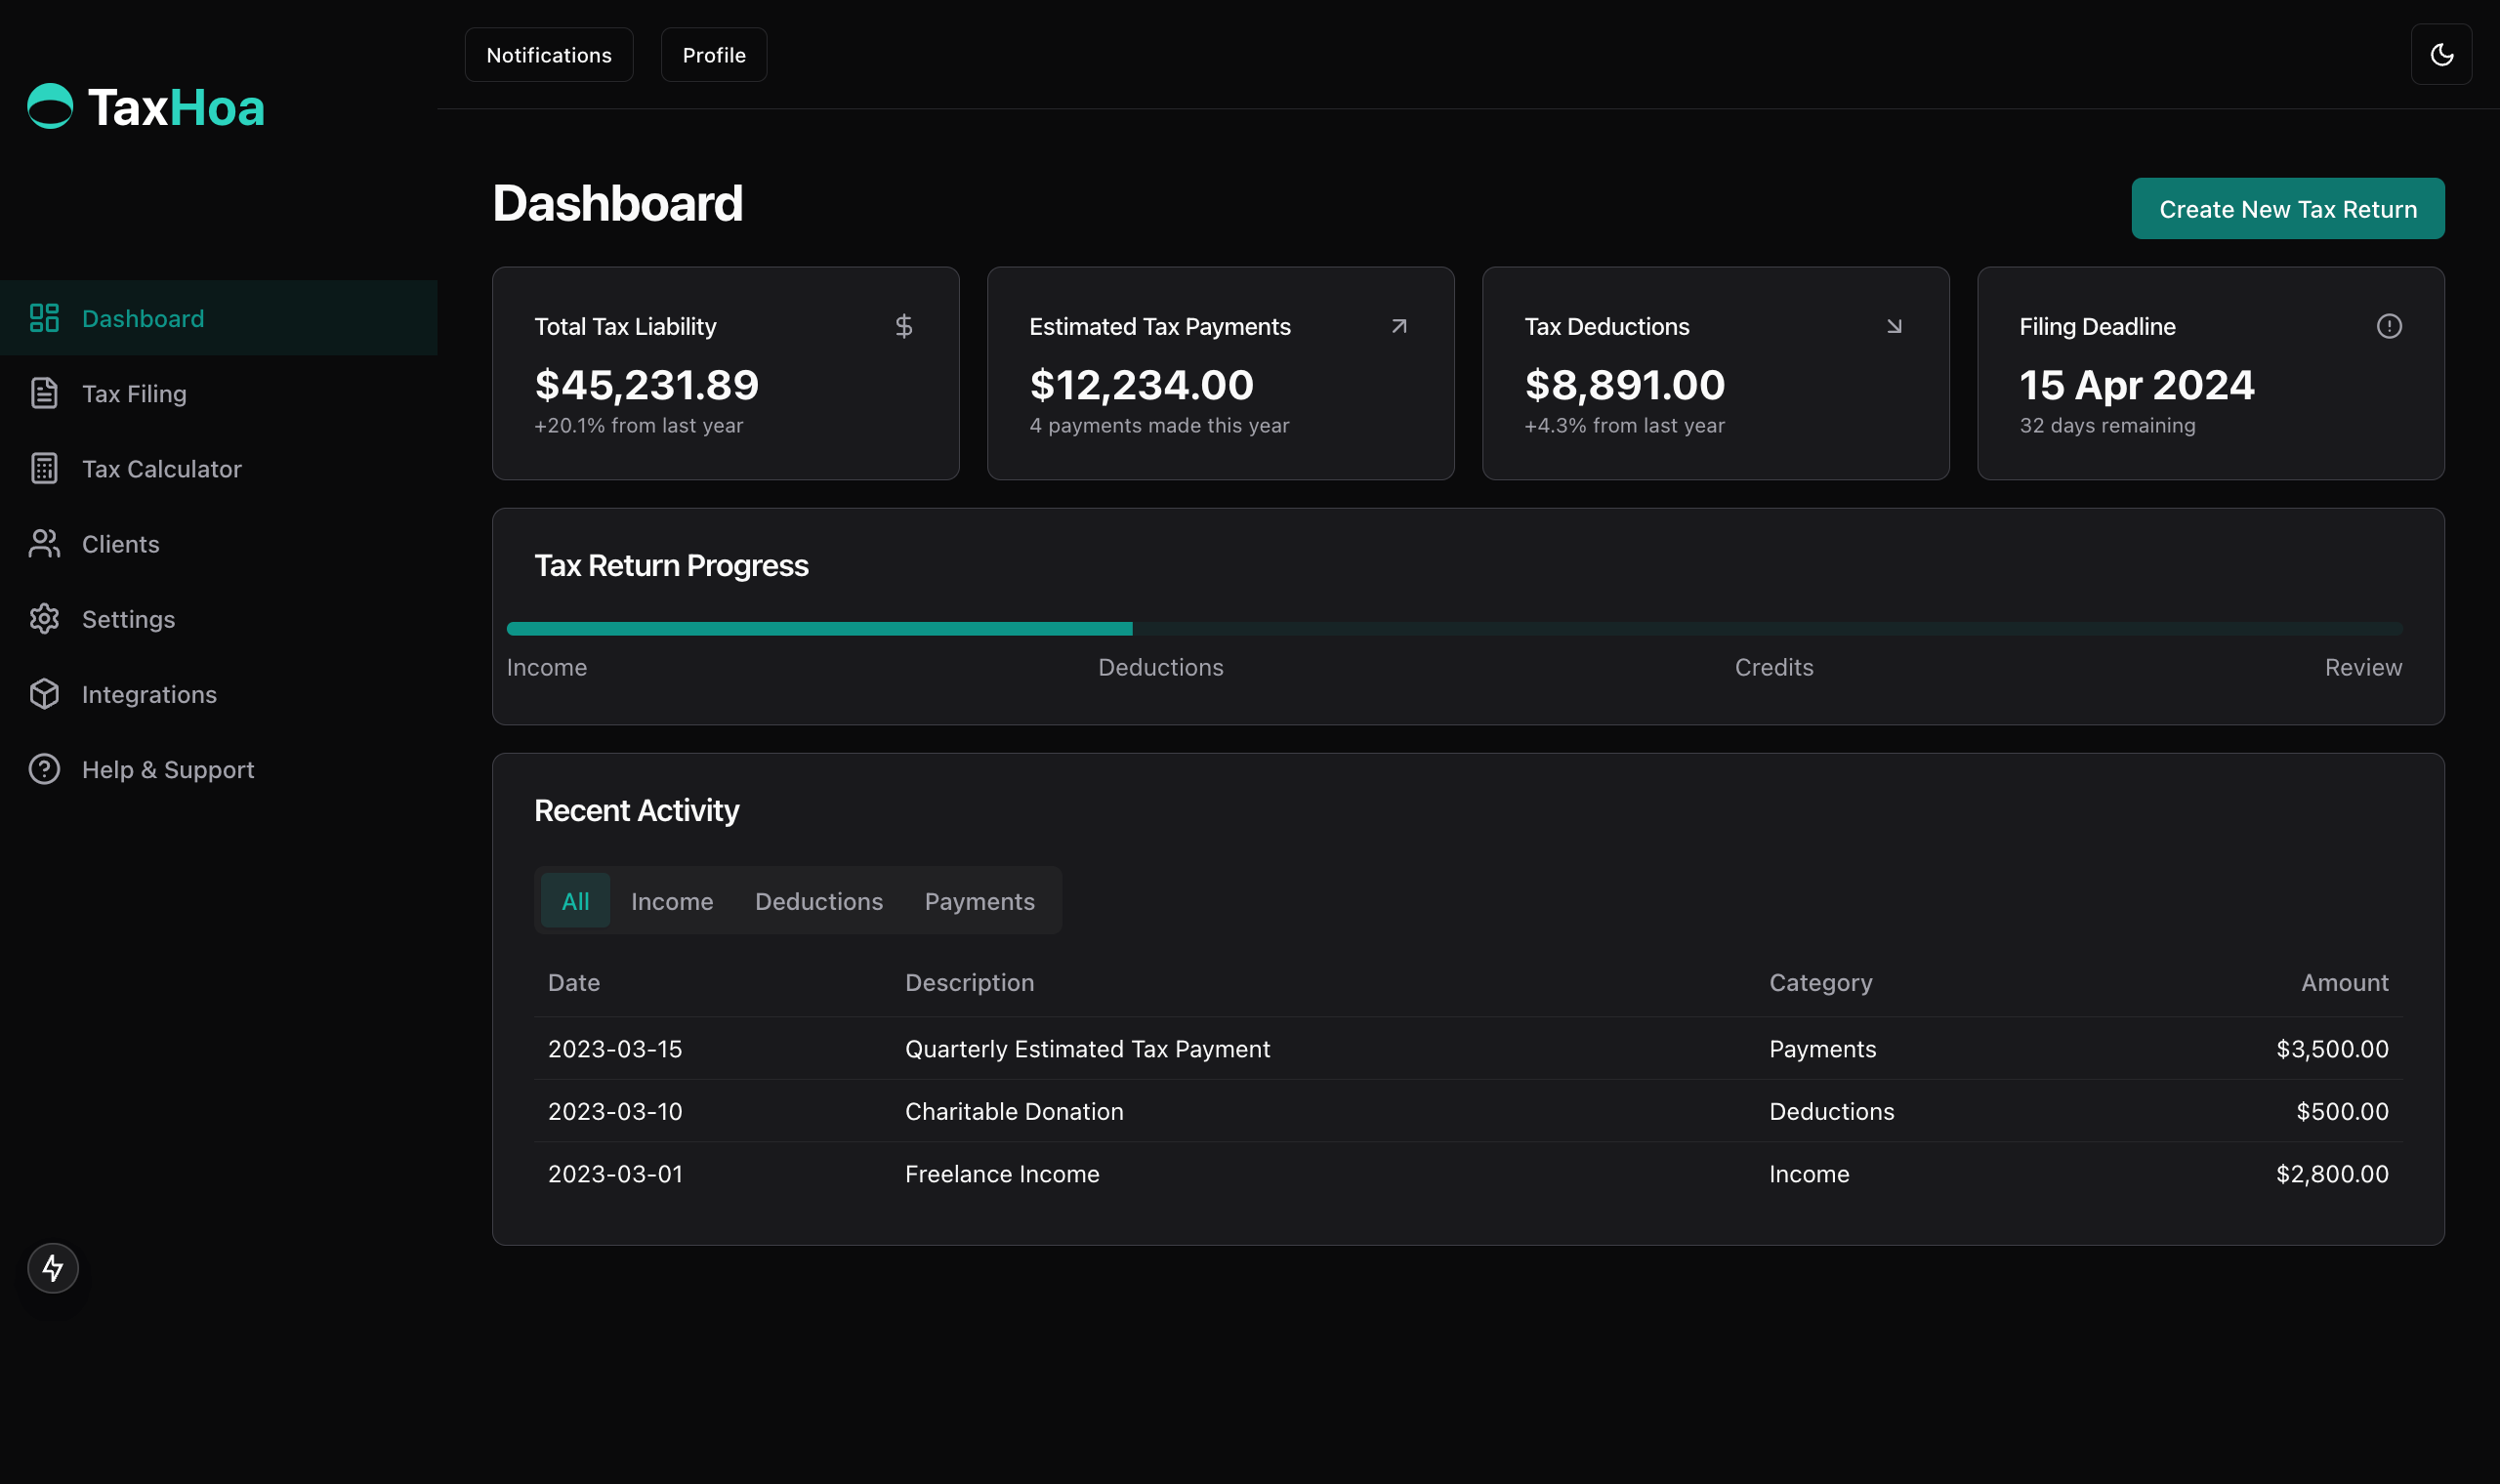 Notifications
Profile
TaxHoa
Dashboard
Tax Filing
Tax Calculator
Clients
Settings
Integrations
Help & Support
Dashboard
Create New Tax Return
Total Tax Liability
$45,231.89
+20.1% from last year
Estimated Tax Payments
$12,234.00
4 payments made this year
Tax Deductions
$8,891.00
+4.3% from last year
Filing Deadline
15 Apr 2024
32 days remaining
Tax Return Progress
Income Deductions Credits Review
Recent Activity
All Income Deductions Payments
Date Description Category Amount
2023-03-15 Quarterly Estimated Tax Payment Payments $3,500.00
2023-03-10 Charitable Donation Deductions $500.00
2023-03-01 Freelance Income Income $2,800.00